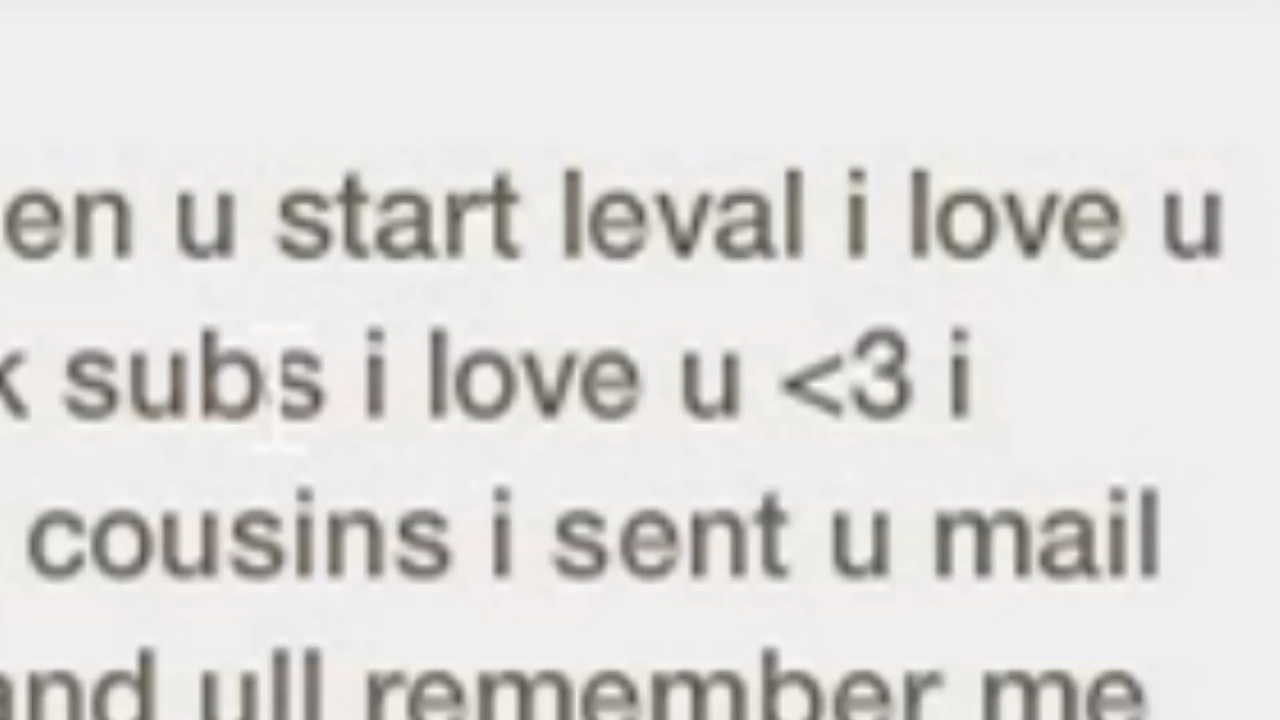 en u start leval i love u
k subs i love u <3 i
cousins i sent u mail
and ull remember me